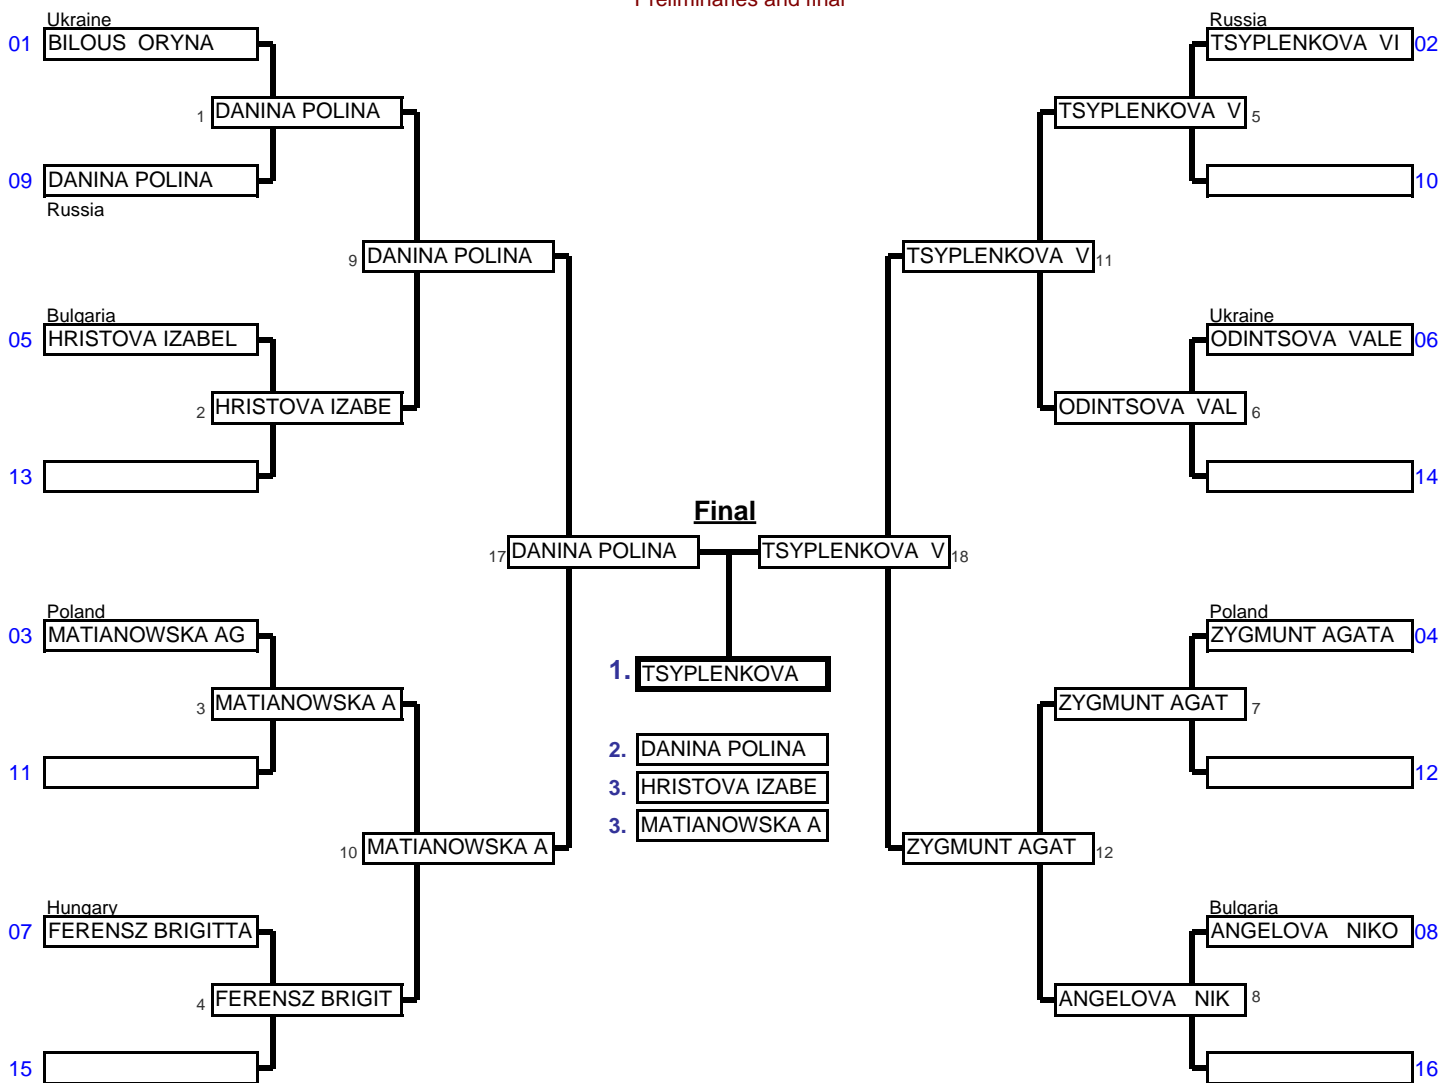 Preliminaries and final
Ukraine
01 BILOUS ORYNA
Russia
TSYPLENKOVA VI 02
1 DANINA POLINA
TSYPLENKOVA V 5
09 DANINA POLINA
Russia
10
9 DANINA POLINA
TSYPLENKOVA V 11
Bulgaria
05 HRISTOVA IZABEL
Ukraine
ODINTSOVA VALE 06
2 HRISTOVA IZABE
ODINTSOVA VAL 6
13
14
Final
17 DANINA POLINA
TSYPLENKOVA V 18
Poland
03 MATIANOWSKA AG
Poland
ZYGMUNT AGATA 04
1. TSYPLENKOVA
3 MATIANOWSKA A
ZYGMUNT AGAT 7
2. DANINA POLINA
11
12
3. HRISTOVA IZABE
3. MATIANOWSKA A
10 MATIANOWSKA A
ZYGMUNT AGAT 12
Hungary
07 FERENSZ BRIGITTA
Bulgaria
ANGELOVA NIKO 08
4 FERENSZ BRIGIT
ANGELOVA NIK 8
15
16